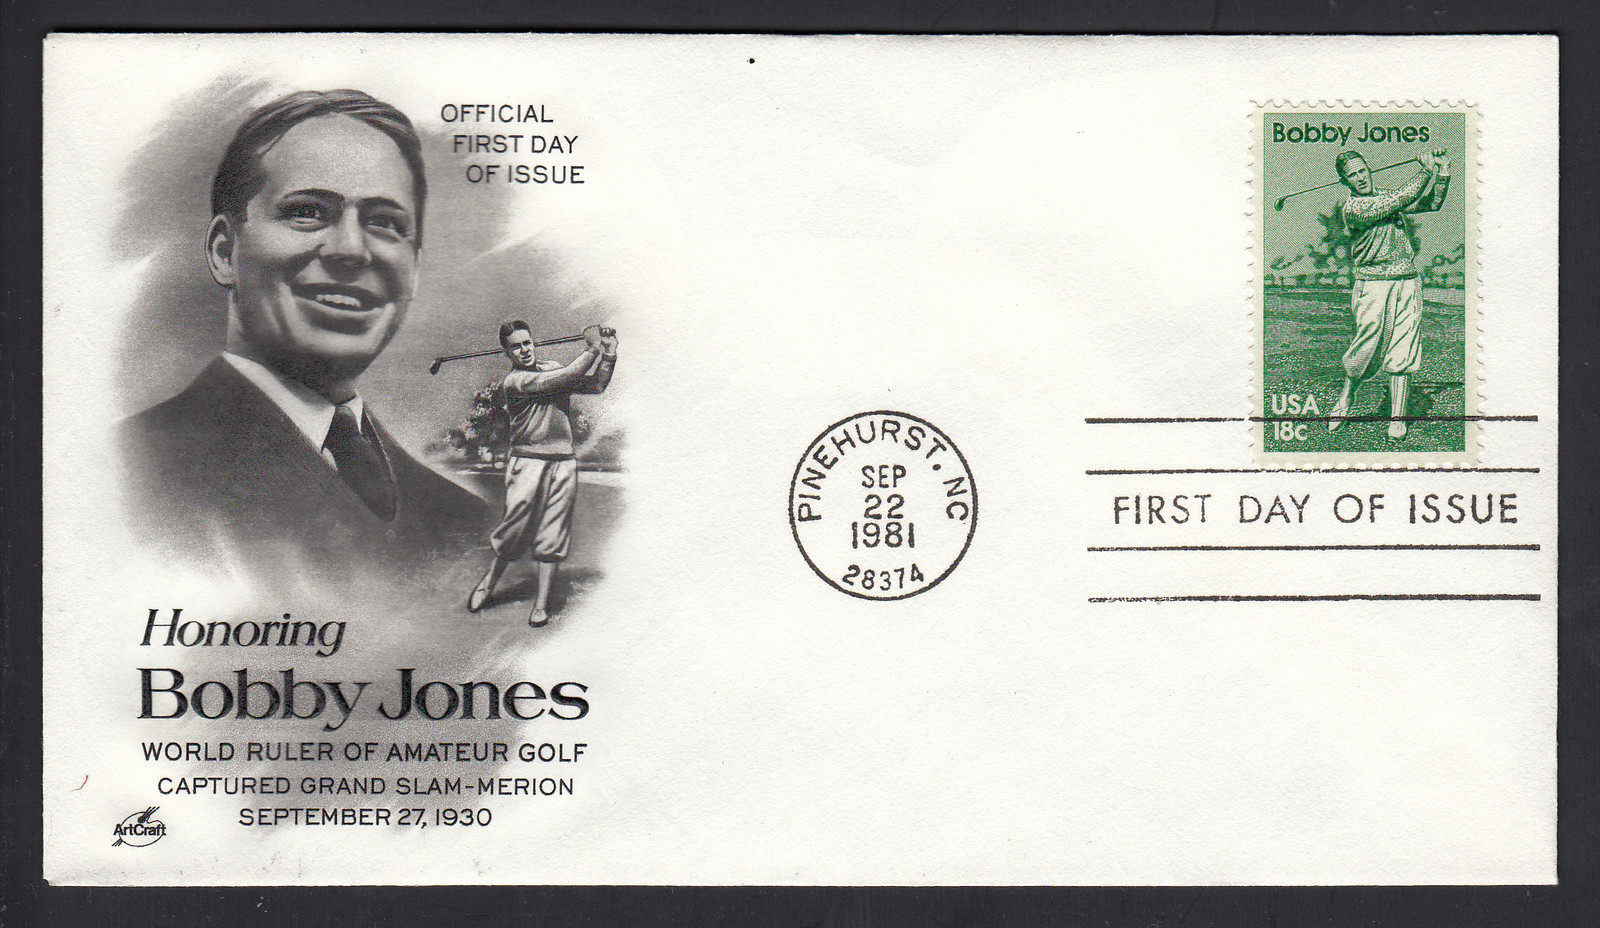 OFFICIAL
FIRST DAY
OF ISSUE
Honoring
Bobby Jones
WORLD RULER OF AMATEUR GOLF
CAPTURED GRAND SLAM-MERION
SEPTEMBER 27, 1930
ArtCraft
PINEHURST, NC
SEP
22
1981
28374
Bobby Jones
USA
18c
FIRST DAY OF ISSUE